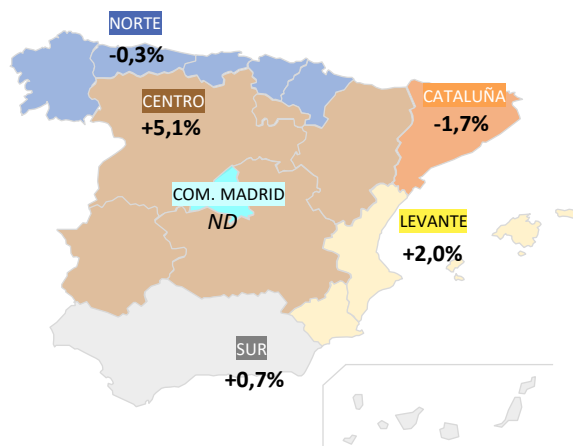 NORTE
-0,3%
CENTRO
+5,1%
CATALUÑA
-1,7%
COM. MADRID
ND
LEVANTE
+2,0%
SUR
+0,7%